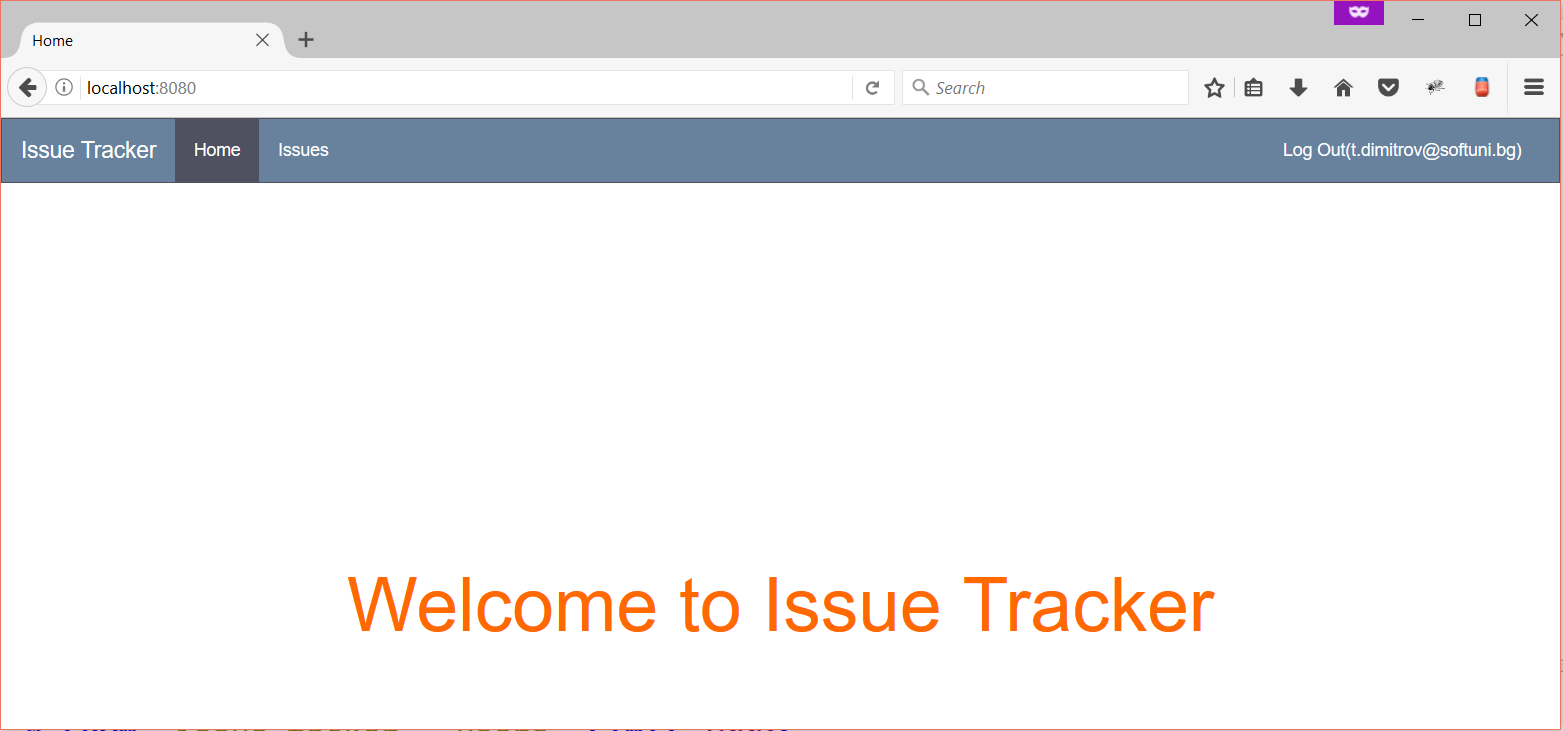 Home
localhost:8080
Search
Issue Tracker Home Issues Log Out(t.dimitrov@softuni.bg)
Welcome to Issue Tracker